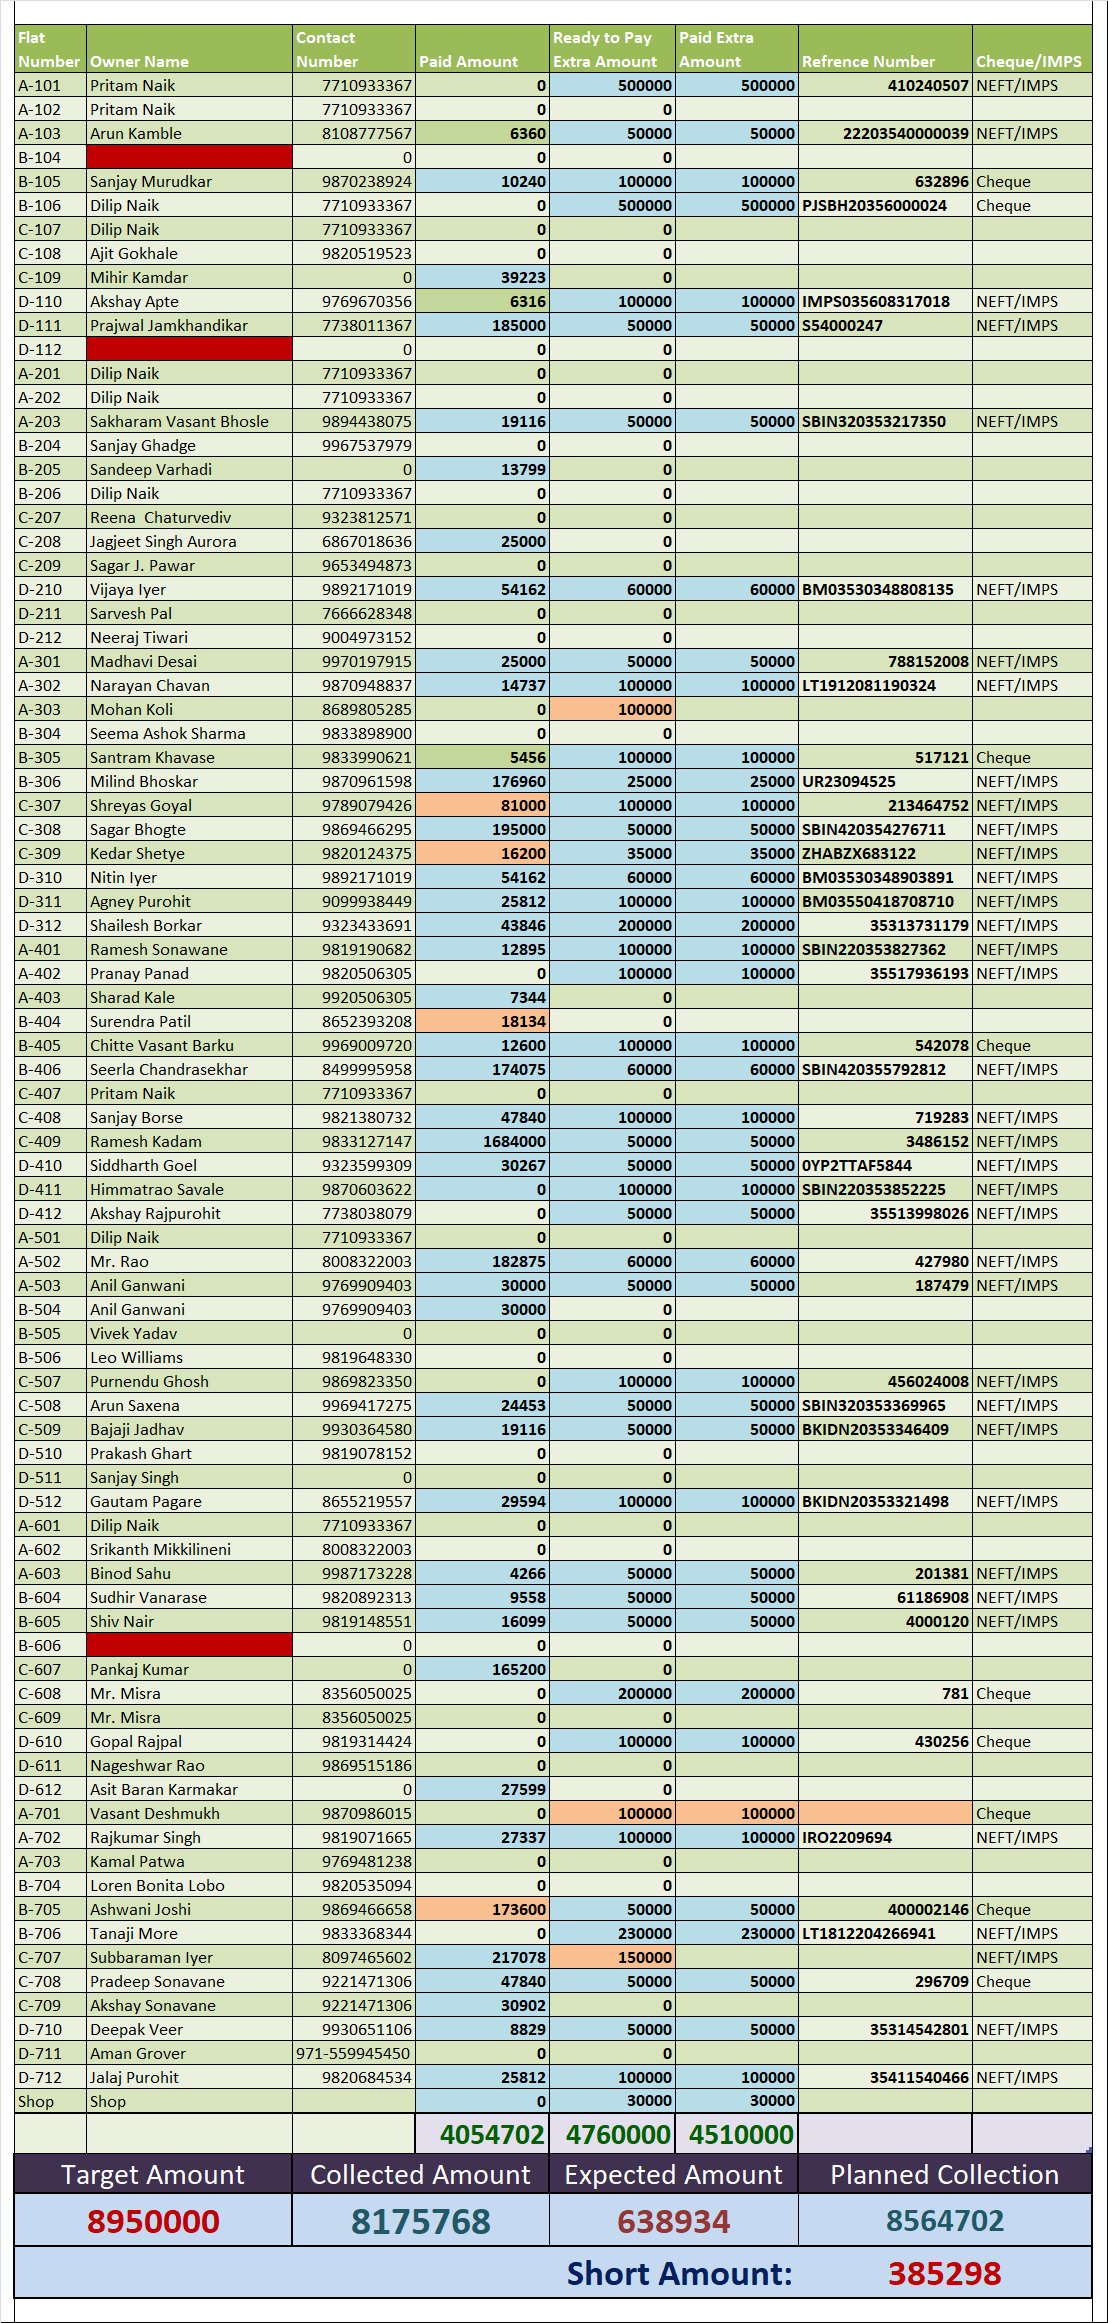 Flat Number Owner Name Contact Number Paid Amount Ready to Pay Extra Amount Paid Extra Amount Refrence Number Cheque/IMPS
A-101 Pritam Naik 7710933367 0 500000 500000 410240507 NEFT/IMPS
A-102 Pritam Naik 7710933367 0 0
A-103 Arun Kamble 8108777567 6360 50000 50000 22203540000039 NEFT/IMPS
B-104 0 0 0
B-105 Sanjay Murudkar 9870238924 10240 100000 100000 632896 Cheque
B-106 Dilip Naik 7710933367 0 500000 500000 PJSBH20356000024 Cheque
C-107 Dilip Naik 7710933367 0 0
C-108 Ajit Gokhale 9820519523 0 0
C-109 Mihir Kamdar 0 39223 0
D-110 Akshay Apte 9769670356 6316 100000 100000 IMPS035608317018 NEFT/IMPS
D-111 Prajwal Jamkhandikar 7738011367 185000 50000 50000 S54000247 NEFT/IMPS
D-112 0 0 0
A-201 Dilip Naik 7710933367 0 0
A-202 Dilip Naik 7710933367 0 0
A-203 Sakharam Vasant Bhosle 9894438075 19116 50000 50000 SBIN320353217350 NEFT/IMPS
B-204 Sanjay Ghadge 9967537979 0 0
B-205 Sandeep Varhadi 0 13799 0
B-206 Dilip Naik 7710933367 0 0
C-207 Reena  Chaturvediv 9323812571 0 0
C-208 Jagjeet Singh Aurora 6867018636 25000 0
C-209 Sagar J. Pawar 9653494873 0 0
D-210 Vijaya Iyer 9892171019 54162 60000 60000 BM03530348808135 NEFT/IMPS
D-211 Sarvesh Pal 7666628348 0 0
D-212 Neeraj Tiwari 9004973152 0 0
A-301 Madhavi Desai 9970197915 25000 50000 50000 788152008 NEFT/IMPS
A-302 Narayan Chavan 9870948837 14737 100000 100000 LT1912081190324 NEFT/IMPS
A-303 Mohan Koli 8689805285 0 100000
B-304 Seema Ashok Sharma 9833898900 0 0
B-305 Santram Khavase 9833990621 5456 100000 100000 517121 Cheque
B-306 Milind Bhoskar 9870961598 176960 25000 25000 UR23094525 NEFT/IMPS
C-307 Shreyas Goyal 9789079426 81000 100000 100000 213464752 NEFT/IMPS
C-308 Sagar Bhogte 9869466295 195000 50000 50000 SBIN420354276711 NEFT/IMPS
C-309 Kedar Shetye 9820124375 16200 35000 35000 ZHABZX683122 NEFT/IMPS
D-310 Nitin Iyer 9892171019 54162 60000 60000 BM03530348903891 NEFT/IMPS
D-311 Agney Purohit 9099938449 25812 100000 100000 BM03550418708710 NEFT/IMPS
D-312 Shailesh Borkar 9323433691 43846 200000 200000 35313731179 NEFT/IMPS
A-401 Ramesh Sonawane 9819190682 12895 100000 100000 SBIN220353827362 NEFT/IMPS
A-402 Pranay Panad 9820506305 0 100000 100000 35517936193 NEFT/IMPS
A-403 Sharad Kale 9920506305 7344 0
B-404 Surendra Patil 8652393208 18134 0
B-405 Chitte Vasant Barku 9969009720 12600 100000 100000 542078 Cheque
B-406 Seerla Chandrasekhar 8499995958 174075 60000 60000 SBIN420355792812 NEFT/IMPS
C-407 Pritam Naik 7710933367 0 0
C-408 Sanjay Borse 9821380732 47840 100000 100000 719283 NEFT/IMPS
C-409 Ramesh Kadam 9833127147 1684000 50000 50000 3486152 NEFT/IMPS
D-410 Siddharth Goel 9323599309 30267 50000 50000 0YP2TTAF5844 NEFT/IMPS
D-411 Himmatrao Savale 9870603622 0 100000 100000 SBIN220353852225 NEFT/IMPS
D-412 Akshay Rajpurohit 7738038079 0 50000 50000 35513998026 NEFT/IMPS
A-501 Dilip Naik 7710933367 0 0
A-502 Mr. Rao 8008322003 182875 60000 60000 427980 NEFT/IMPS
A-503 Anil Ganwani 9769909403 30000 50000 50000 187479 NEFT/IMPS
B-504 Anil Ganwani 9769909403 30000 0
B-505 Vivek Yadav 0 0 0
B-506 Leo Williams 9819648330 0 0
C-507 Purnendu Ghosh 9869823350 0 100000 100000 456024008 NEFT/IMPS
C-508 Arun Saxena 9969417275 24453 50000 50000 SBIN320353369965 NEFT/IMPS
C-509 Bajaji Jadhav 9930364580 19116 50000 50000 BKIDN20353346409 NEFT/IMPS
D-510 Prakash Ghart 9819078152 0 0
D-511 Sanjay Singh 0 0 0
D-512 Gautam Pagare 8655219557 29594 100000 100000 BKIDN20353321498 NEFT/IMPS
A-601 Dilip Naik 7710933367 0 0
A-602 Srikanth Mikkilineni 8008322003 0 0
A-603 Binod Sahu 9987173228 4266 50000 50000 201381 NEFT/IMPS
B-604 Sudhir Vanarase 9820892313 9558 50000 50000 61186908 NEFT/IMPS
B-605 Shiv Nair 9819148551 16099 50000 50000 4000120 NEFT/IMPS
B-606 0 0 0
C-607 Pankaj Kumar 0 165200 0
C-608 Mr. Misra 8356050025 0 200000 200000 781 Cheque
C-609 Mr. Misra 8356050025 0 0
D-610 Gopal Rajpal 9819314424 0 100000 100000 430256 Cheque
D-611 Nageshwar Rao 9869515186 0 0
D-612 Asit Baran Karmakar 0 27599 0
A-701 Vasant Deshmukh 9870986015 0 100000 100000 Cheque
A-702 Rajkumar Singh 9819071665 27337 100000 100000 IRO2209694 NEFT/IMPS
A-703 Kamal Patwa 9769481238 0 0
B-704 Loren Bonita Lobo 9820535094 0 0
B-705 Ashwani Joshi 9869466658 173600 50000 50000 400002146 Cheque
B-706 Tanaji More 9833368344 0 230000 230000 LT1812204266941 NEFT/IMPS
C-707 Subbaraman Iyer 8097465602 217078 150000 NEFT/IMPS
C-708 Pradeep Sonavane 9221471306 47840 50000 50000 296709 Cheque
C-709 Akshay Sonavane 9221471306 30902 0
D-710 Deepak Veer 9930651106 8829 50000 50000 35314542801 NEFT/IMPS
D-711 Aman Grover 971-559945450 0 0
D-712 Jalaj Purohit 9820684534 25812 100000 100000 35411540466 NEFT/IMPS
Shop Shop 0 30000 30000
4054702 4760000 4510000
Target Amount Collected Amount Expected Amount Planned Collection
8950000 8175768 638934 8564702
Short Amount: 385298